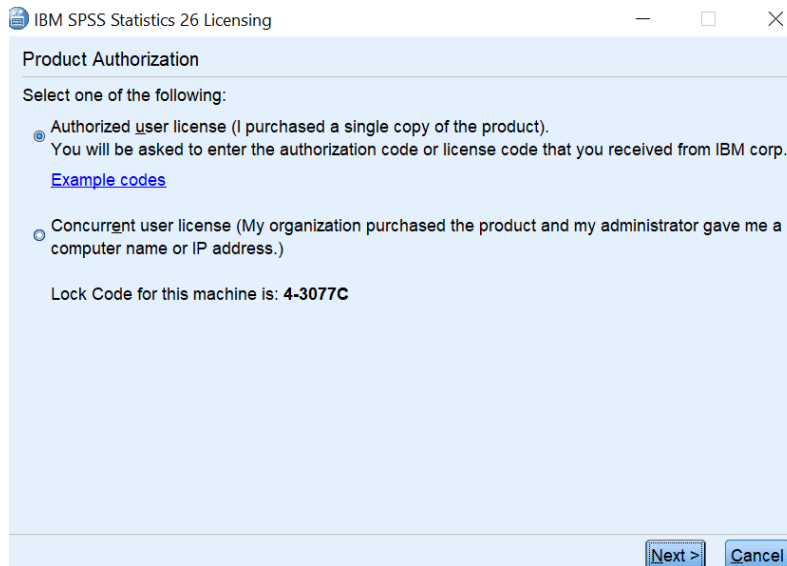 IBM SPSS Statistics 26 Licensing
Product Authorization
Select one of the following:
Authorized user license (I purchased a single copy of the product).
You will be asked to enter the authorization code or license code that you received from IBM corp.
Example codes
Concurrent user license (My organization purchased the product and my administrator gave me a
computer name or IP address.)
Lock Code for this machine is: 4-3077C
Next >
Cancel